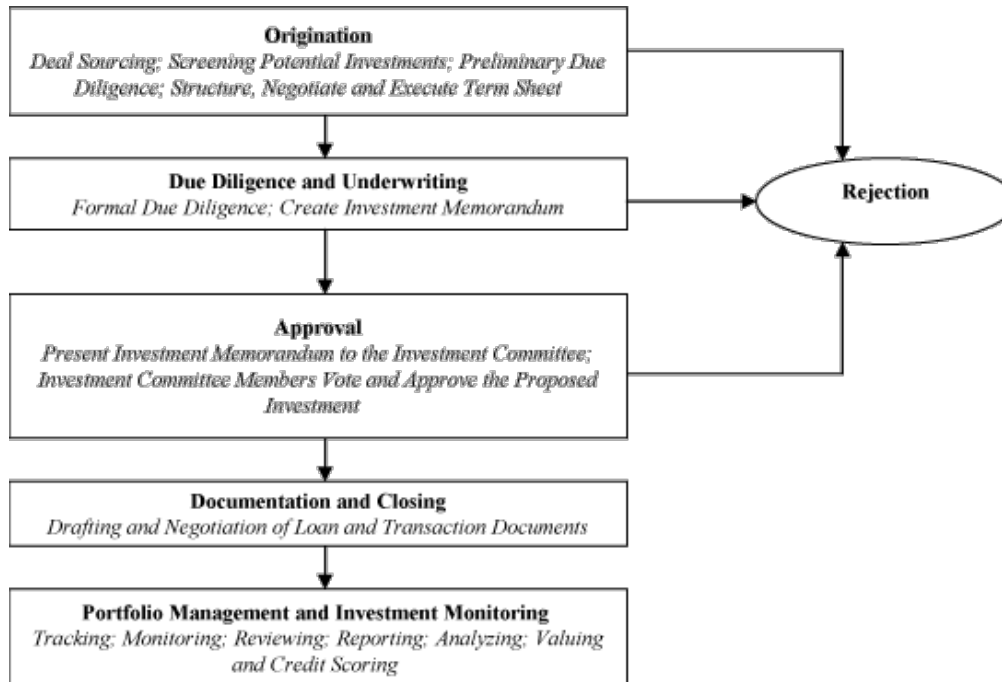 Origination
Deal Sourcing; Screening Potential Investments; Preliminary Due
Diligence; Structure, Negotiate and Execute Term Sheet
Due Diligence and Underwriting
Formal Due Diligence; Create Investment Memorandum
Rejection
Approval
Present Investment Memorandum to the Investment Committee;
Investment Committee Members Vote and Approve the Proposed
Investment
Documentation and Closing
Drafting and Negotiation of Loan and Transaction Documents
Portfolio Management and Investment Monitoring
Tracking; Monitoring; Reviewing; Reporting; Analyzing; Valuing
and Credit Scoring